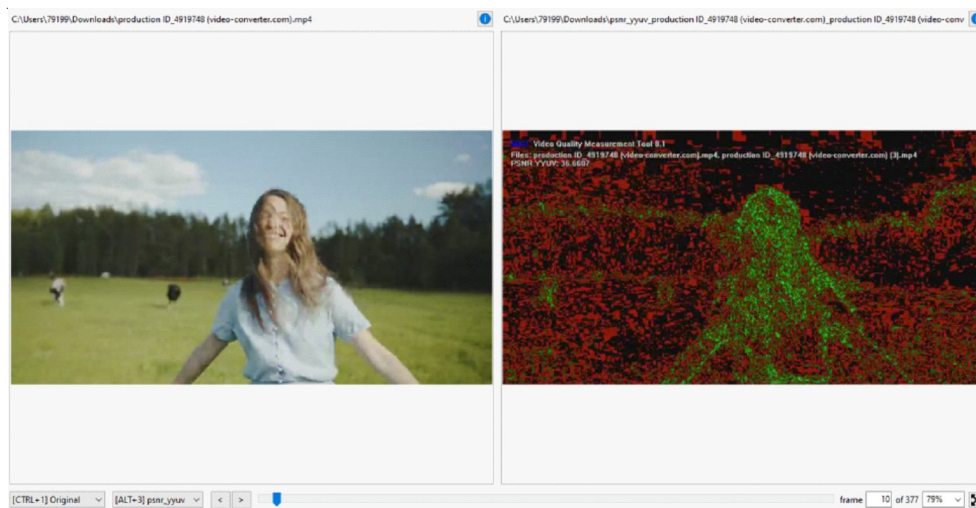 C:\Users\79199\Downloads\production ID_4919748 (video-converter.com).mp4
C:\Users\79199\Downloads\psnr_yyuv_production ID_4919748 (video-converter.com)_production ID_4919748 (video-conv
Video Quality Measurement Tool 8.1
Files: production ID_4919748 (video-converter.com).mp4, production ID_4919748 (video-converter.com) (3).mp4
PSNR YYUV: 36.6607
[CTRL+1] Original
[ALT+3] psnr_yyuv
< >
frame 10 of 377 79%